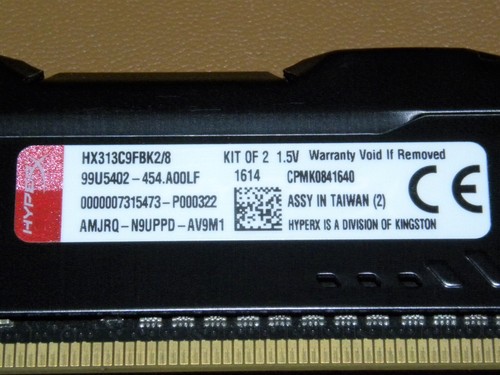 HYPERX
HX313C9FBK2/8 KIT OF 2 1.5V Warranty Void If Removed
99U5402-454.A00LF 1614 CPMK0841640
0000007315473-P000322 ASSY IN TAIWAN (2)
AMJRQ-N9UPPD-AV9M1 HYPERX IS A DIVISION OF KINGSTON
CE